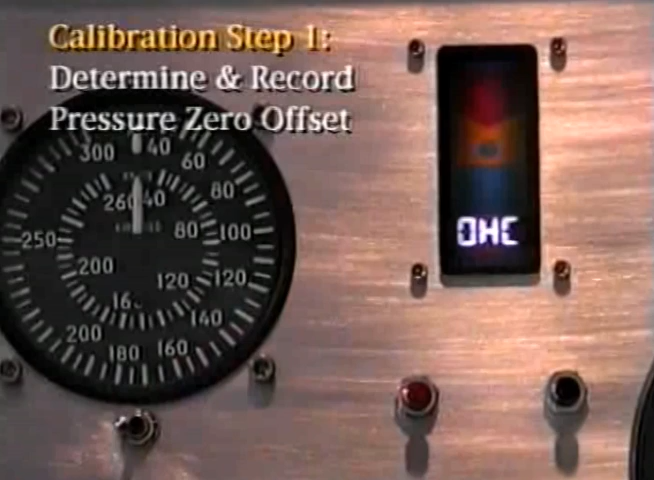 Calibration Step 1:
Determine & Record
Pressure Zero Offset
300 40 60
80
260 40
250 80 100
200 120 120
140
200 180 160
OHC